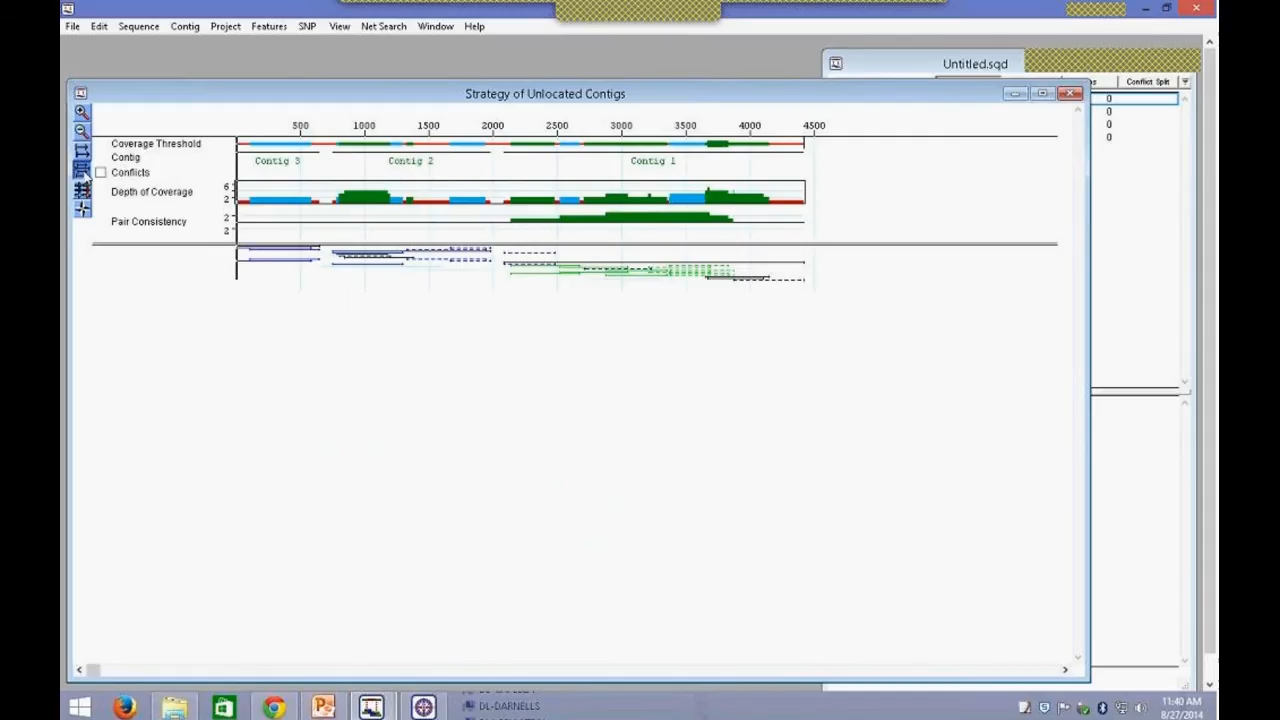 File Edit Sequence Contig Project Features SNP View Net Search Window Help
Untitled.sqd
Conflict Split
0
0
0
0
Strategy of Unlocated Contigs
500 1000 1500 2000 2500 3000 3500 4000 4500
Coverage Threshold
Contig
Contig 3 Contig 2 Contig 1
Conflicts
Depth of Coverage
6
2
Pair Consistency
2
2
DL-DARNELLS
11:40 AM
8/27/2014